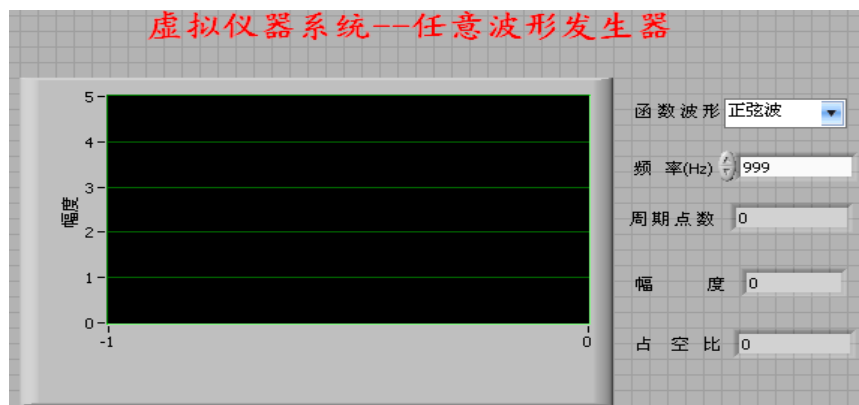 虚拟仪器系统--任意波形发生器
5
4
3
2
1
0
幅度
-1
0
函数波形 正弦波
频 率(Hz) 999
周期点数 0
幅 度 0
占 空 比 0